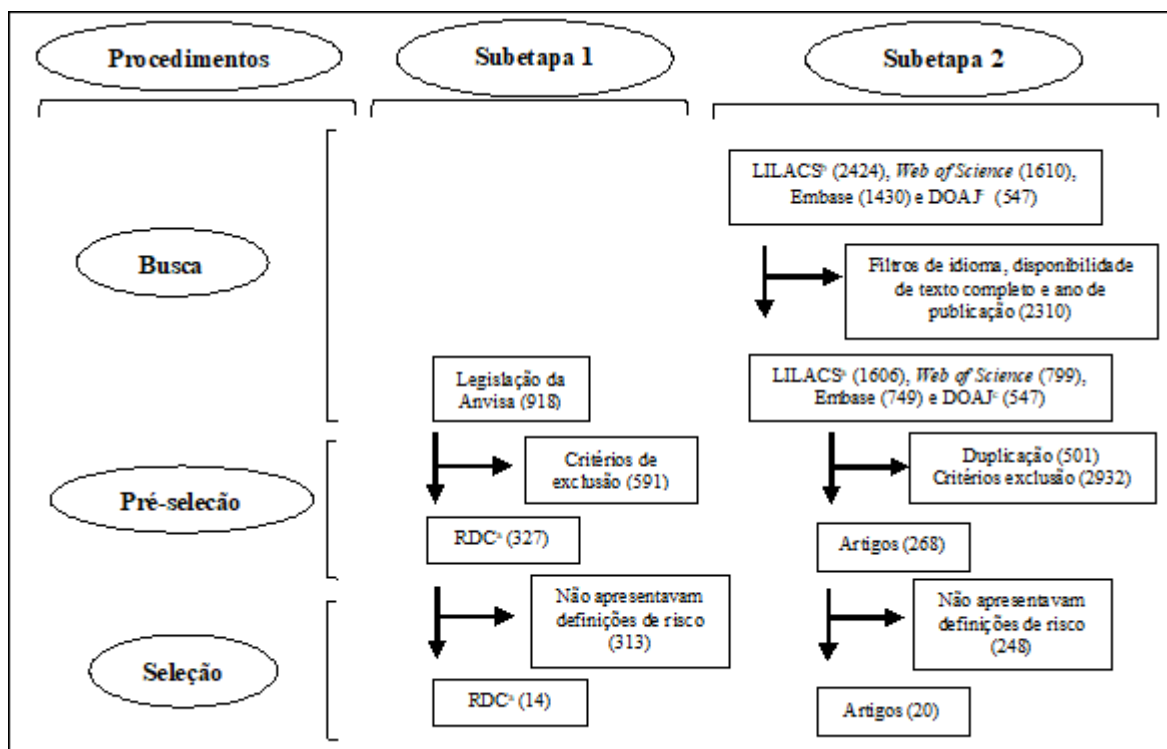 Procedimentos
Subetapa 1
Subetapa 2
Busca
LILACSᵇ (2424), Web of Science (1610),
Embase (1430) e DOAJᶜ (547)
Filtros de idioma, disponibilidade
de texto completo e ano de
publicação (2310)
Legislação da
Anvisa (918)
LILACSᵇ (1606), Web of Science (799),
Embase (749) e DOAJᶜ (547)
Pré-seleção
Critérios de
exclusão (591)
Duplicação (501)
Critérios exclusão (2932)
RDCᵃ (327)
Artigos (268)
Seleção
Não apresentavam
definições de risco
(313)
Não apresentavam
definições de risco
(248)
RDCᵃ (14)
Artigos (20)